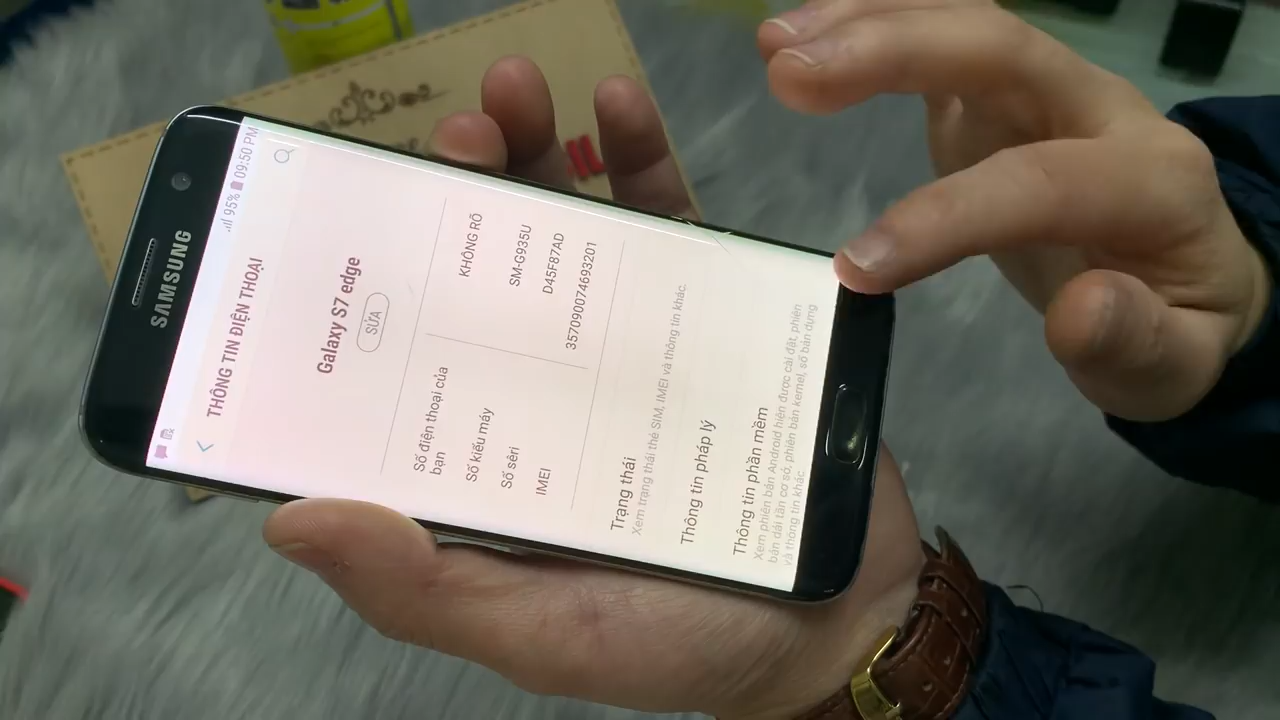 SAMSUNG
95% 09:50 PM
THÔNG TIN ĐIỆN THOẠI
Galaxy S7 edge
SỬA
Số điện thoại của bạn KHÔNG RÕ
Số kiểu máy SM-G935U
Số sêri D45F87AD
IMEI 357090074693201
Trạng thái
Xem trạng thái thẻ SIM, IMEI và thông tin khác.
Thông tin pháp lý
Thông tin phần mềm
Xem phiên bản Android hiện được cài đặt, phiên
bản dải tần cơ sở, phiên bản kernel, số bản dựng
và thông tin khác.